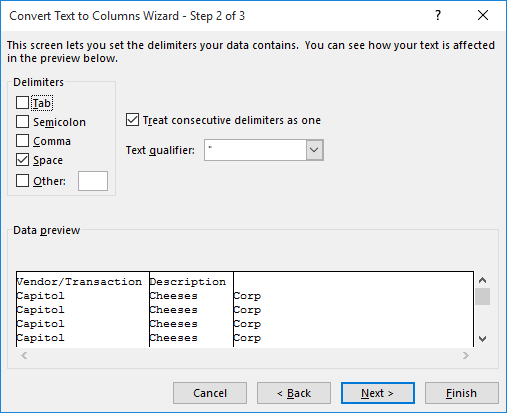 Convert Text to Columns Wizard - Step 2 of 3
?
This screen lets you set the delimiters your data contains. You can see how your text is affected
in the preview below.
Delimiters
Tab
Semicolon
Comma
Space
Other:
Treat consecutive delimiters as one
Text qualifier: "
Data preview
Vendor/Transaction Description
Capitol Cheeses Corp
Capitol Cheeses Corp
Capitol Cheeses Corp
Capitol Cheeses Corp
Cancel < Back Next > Finish